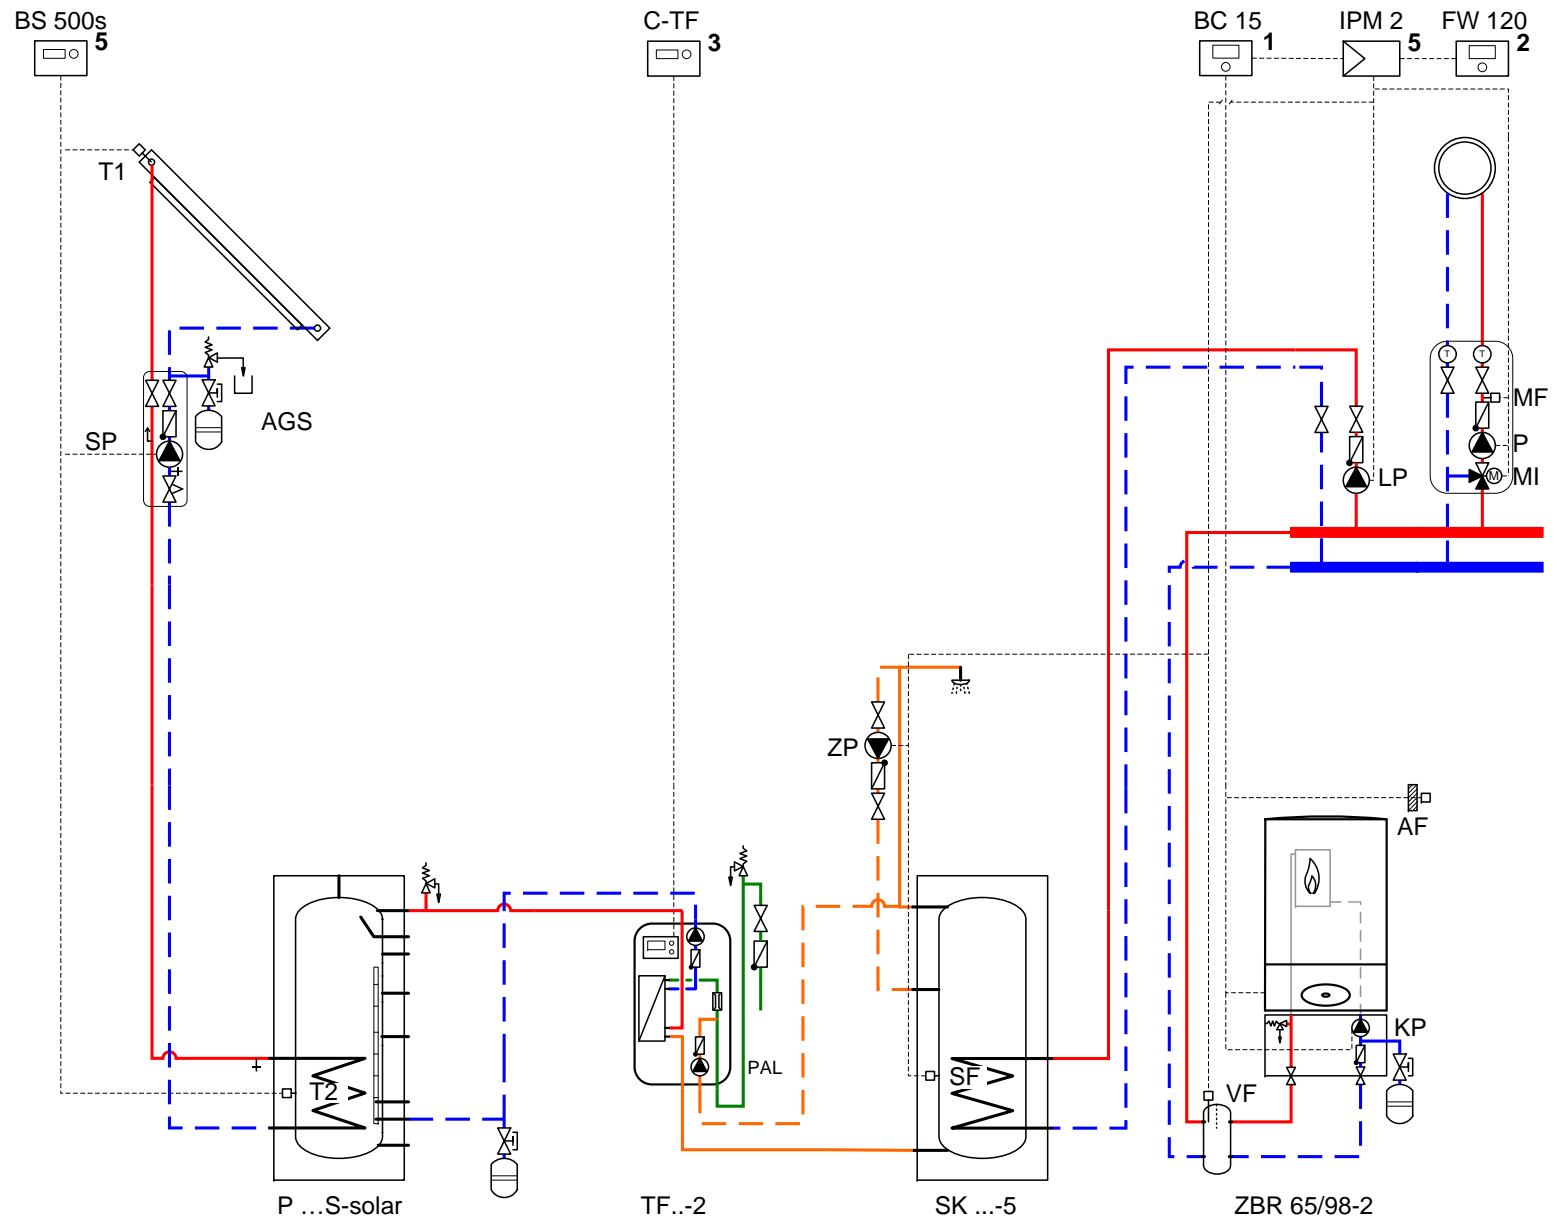 BS 500s
5
C-TF
3
BC 15
1
IPM 2
5
FW 120
2
T1
T
T
MF
AGS
SP
P
LP
M
MI
ZP
AF
KP
PAL
SF
T2
VF
P ...S-solar
TF..-2
SK ...-5
ZBR 65/98-2